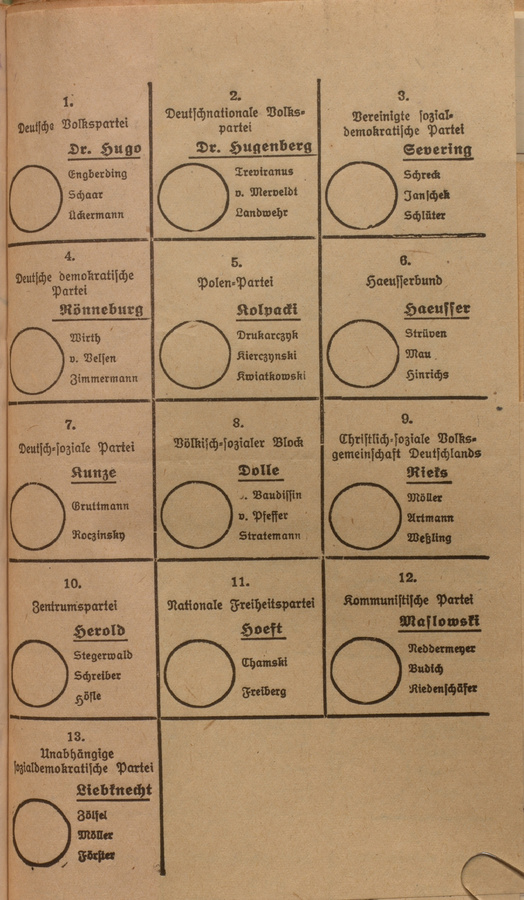 1.
Deutsche Volkspartei
Dr. Hugo
Engberding
Schaar
Ückermann
2.
Deutschnationale Volks-
partei
Dr. Hugenberg
Treviranus
v. Merveldt
Landwehr
3.
Vereinigte sozial-
demokratische Partei
Severing
Schreck
Janschek
Schlüter
4.
Deutsche demokratische
Partei
Rönneburg
Wirth
v. Velsen
Zimmermann
5.
Polen-Partei
Kolpacki
Drukarczyk
Kierczynski
Kwiatkowski
6.
Haeusserbund
Haeusser
Strüven
Mau
Hinrichs
7.
Deutsch-soziale Partei
Kunze
Gruttmann
Roczinsky
8.
Völkisch-sozialer Block
Dolle
Baudissin
v. Pfeffer
Stratemann
9.
Christlich-soziale Volks-
gemeinschaft Deutschlands
Rieks
Möller
Artmann
Weßling
10.
Zentrumspartei
Herold
Stegerwald
Schreiber
Höfle
11.
Nationale Freiheitspartei
Hoeft
Chamski
Freiberg
12.
Kommunistische Partei
Maslowski
Neddermeyer
Budich
Riedenschäfer
13.
Unabhängige
sozialdemokratische Partei
Liebknecht
Zölfel
Möller
Förster